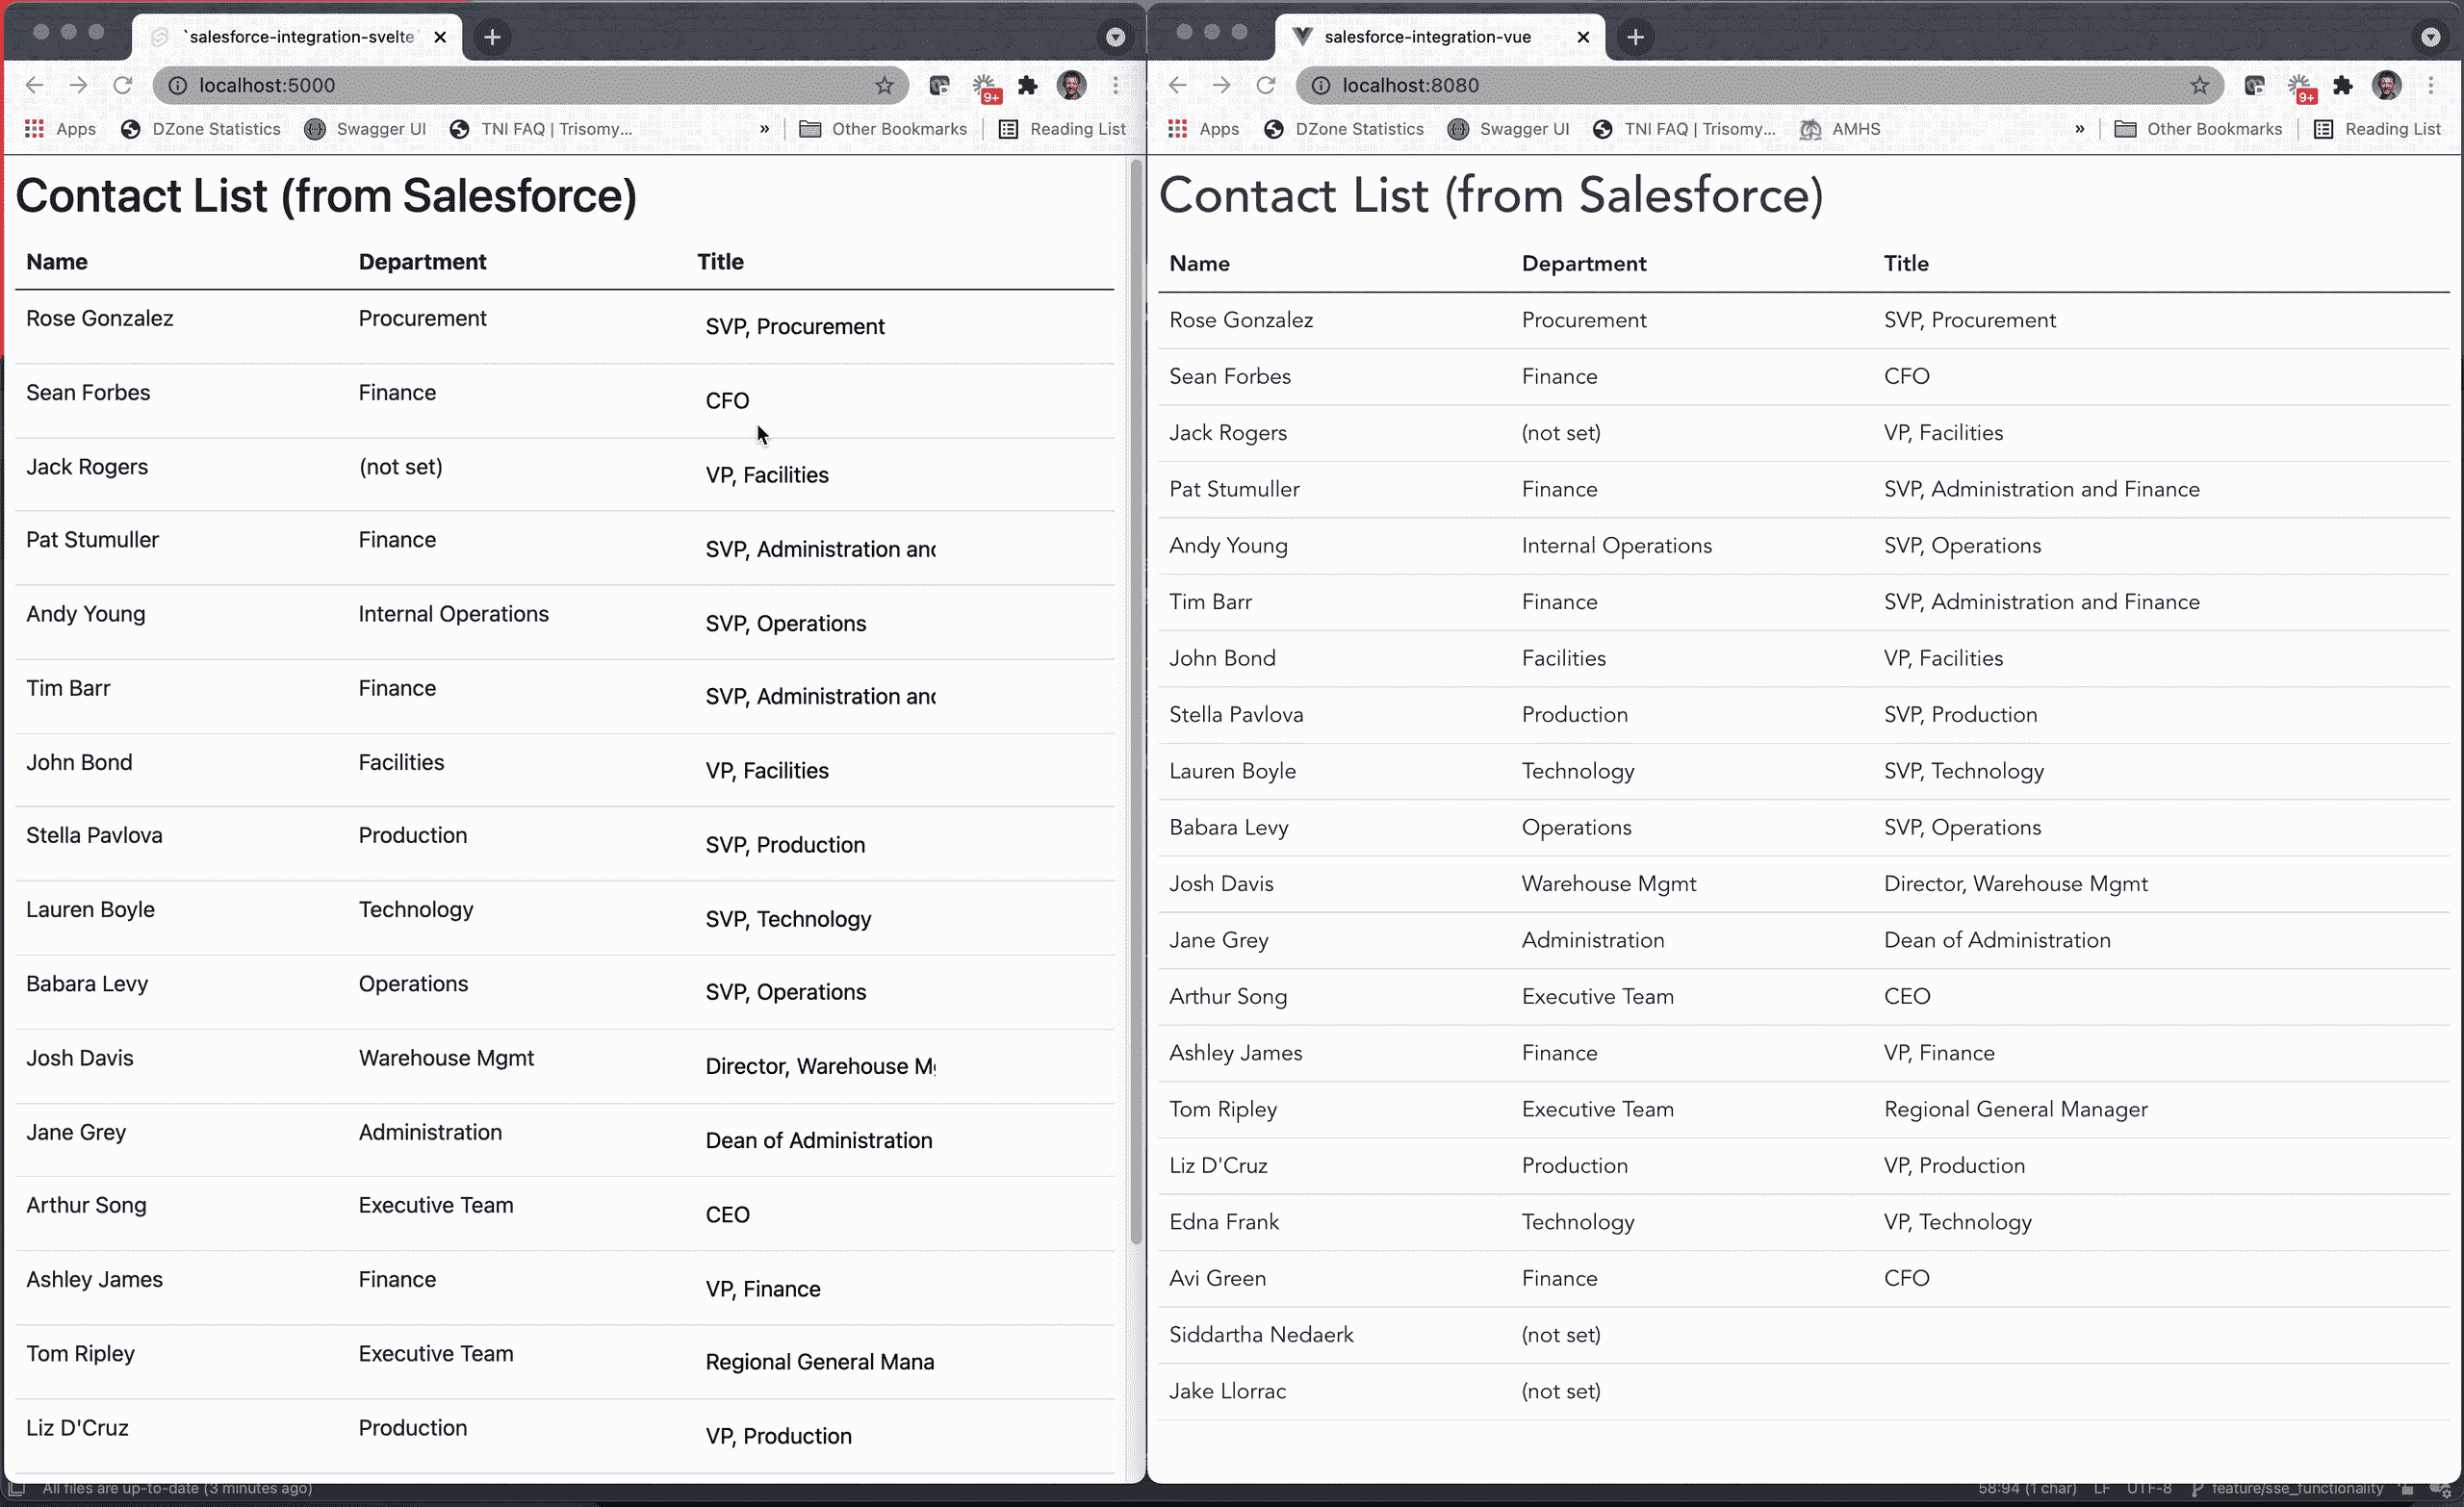 `salesforce-integration-svelte`
localhost:5000
9+
Apps DZone Statistics Swagger UI TNI FAQ | Trisomy... » Other Bookmarks Reading List
Contact List (from Salesforce)
Name Department Title
Rose Gonzalez Procurement SVP, Procurement
Sean Forbes Finance CFO
Jack Rogers (not set) VP, Facilities
Pat Stumuller Finance SVP, Administration and
Andy Young Internal Operations SVP, Operations
Tim Barr Finance SVP, Administration and
John Bond Facilities VP, Facilities
Stella Pavlova Production SVP, Production
Lauren Boyle Technology SVP, Technology
Babara Levy Operations SVP, Operations
Josh Davis Warehouse Mgmt Director, Warehouse Mg
Jane Grey Administration Dean of Administration
Arthur Song Executive Team CEO
Ashley James Finance VP, Finance
Tom Ripley Executive Team Regional General Mana
Liz D'Cruz Production VP, Production
salesforce-integration-vue
localhost:8080
9+
Apps DZone Statistics Swagger UI TNI FAQ | Trisomy... AMHS » Other Bookmarks Reading List
Contact List (from Salesforce)
Name Department Title
Rose Gonzalez Procurement SVP, Procurement
Sean Forbes Finance CFO
Jack Rogers (not set) VP, Facilities
Pat Stumuller Finance SVP, Administration and Finance
Andy Young Internal Operations SVP, Operations
Tim Barr Finance SVP, Administration and Finance
John Bond Facilities VP, Facilities
Stella Pavlova Production SVP, Production
Lauren Boyle Technology SVP, Technology
Babara Levy Operations SVP, Operations
Josh Davis Warehouse Mgmt Director, Warehouse Mgmt
Jane Grey Administration Dean of Administration
Arthur Song Executive Team CEO
Ashley James Finance VP, Finance
Tom Ripley Executive Team Regional General Manager
Liz D'Cruz Production VP, Production
Edna Frank Technology VP, Technology
Avi Green Finance CFO
Siddartha Nedaerk (not set)
Jake Llorrac (not set)
All files are up-to-date (3 minutes ago) 58:94 (1 char) LF UTF-8 feature/sse_functionality